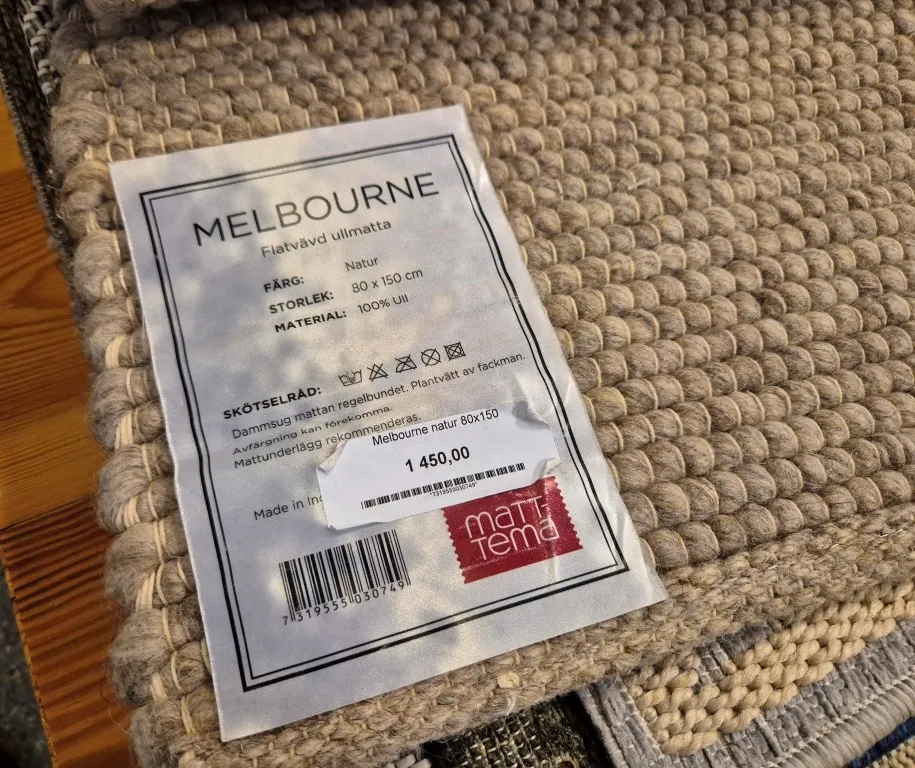 MELBOURNE
Flatvävd ullmatta
FÄRG: Natur
STORLEK: 80 x 150 cm
MATERIAL: 100% Ull
SKÖTSELRÅD:
Dammsug mattan regelbundet. Plantvätt av fackman.
Avfärgning kan förekomma.
Mattunderlägg rekommenderas.
Melbourne natur 80x150
1 450,00
*7319555030749*
Made in
matt
tema
7 319555 030749